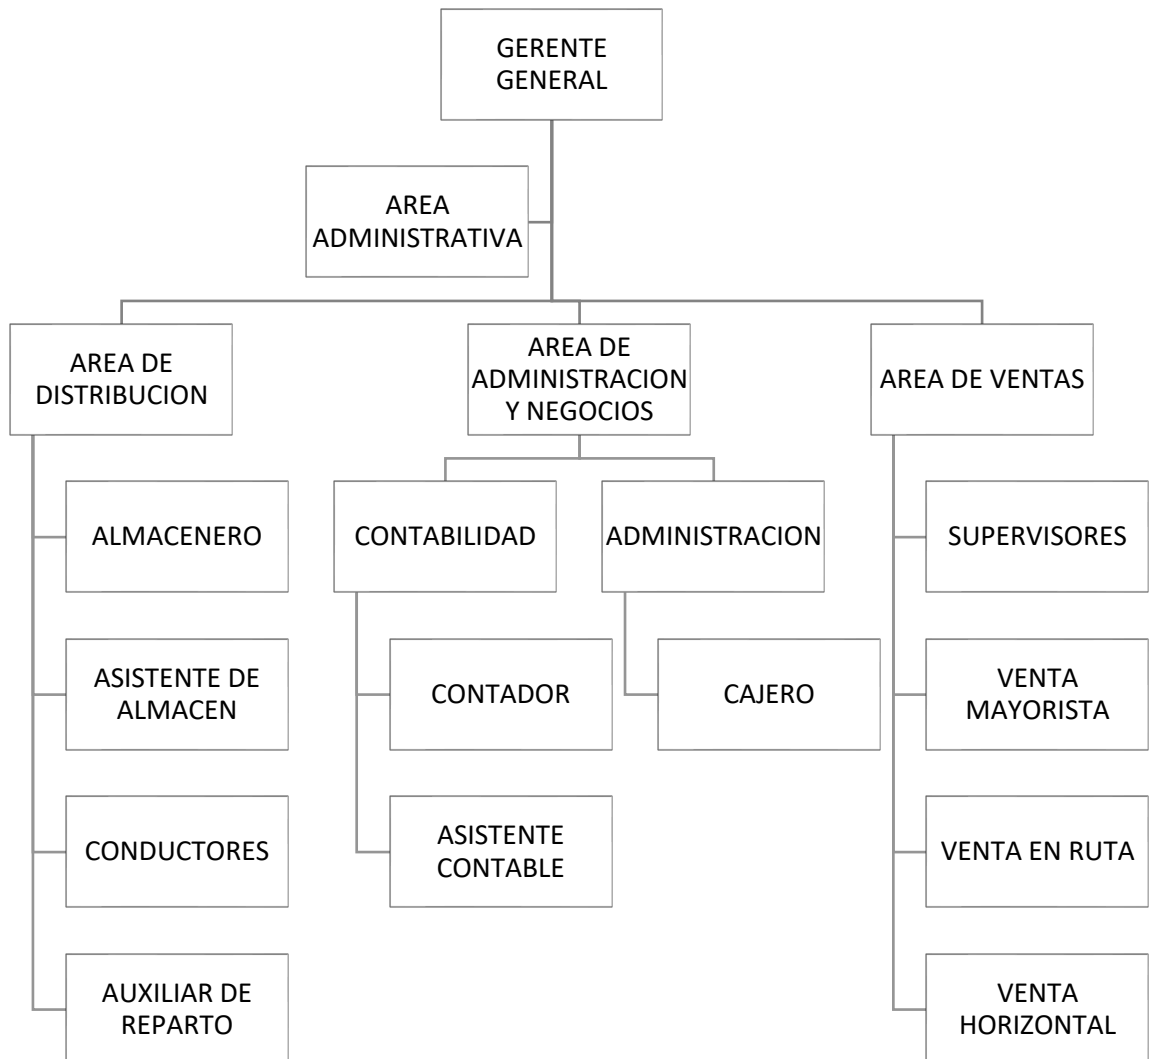 GERENTE
GENERAL
AREA
ADMINISTRATIVA
AREA DE
DISTRIBUCION
AREA DE
ADMINISTRACION
Y NEGOCIOS
AREA DE VENTAS
ALMACENERO
CONTABILIDAD
ADMINISTRACION
SUPERVISORES
ASISTENTE DE
ALMACEN
CONTADOR
CAJERO
VENTA
MAYORISTA
CONDUCTORES
ASISTENTE
CONTABLE
VENTA EN RUTA
AUXILIAR DE
REPARTO
VENTA
HORIZONTAL